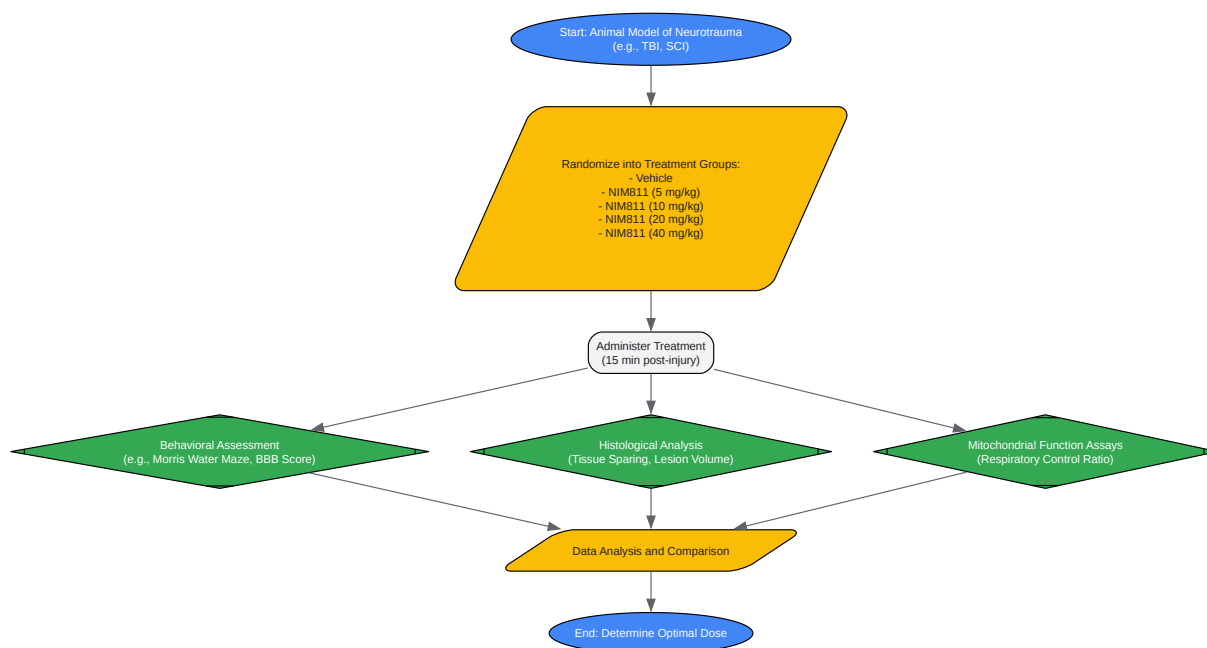 Start: Animal Model of Neurotrauma
(e.g., TBI, SCI)
Randomize into Treatment Groups:
- Vehicle
- NIM811 (5 mg/kg)
- NIM811 (10 mg/kg)
- NIM811 (20 mg/kg)
- NIM811 (40 mg/kg)
Administer Treatment
(15 min post-injury)
Behavioral Assessment
(e.g., Morris Water Maze, BBB Score)
Histological Analysis
(Tissue Sparing, Lesion Volume)
Mitochondrial Function Assays
(Respiratory Control Ratio)
Data Analysis and Comparison
End: Determine Optimal Dose